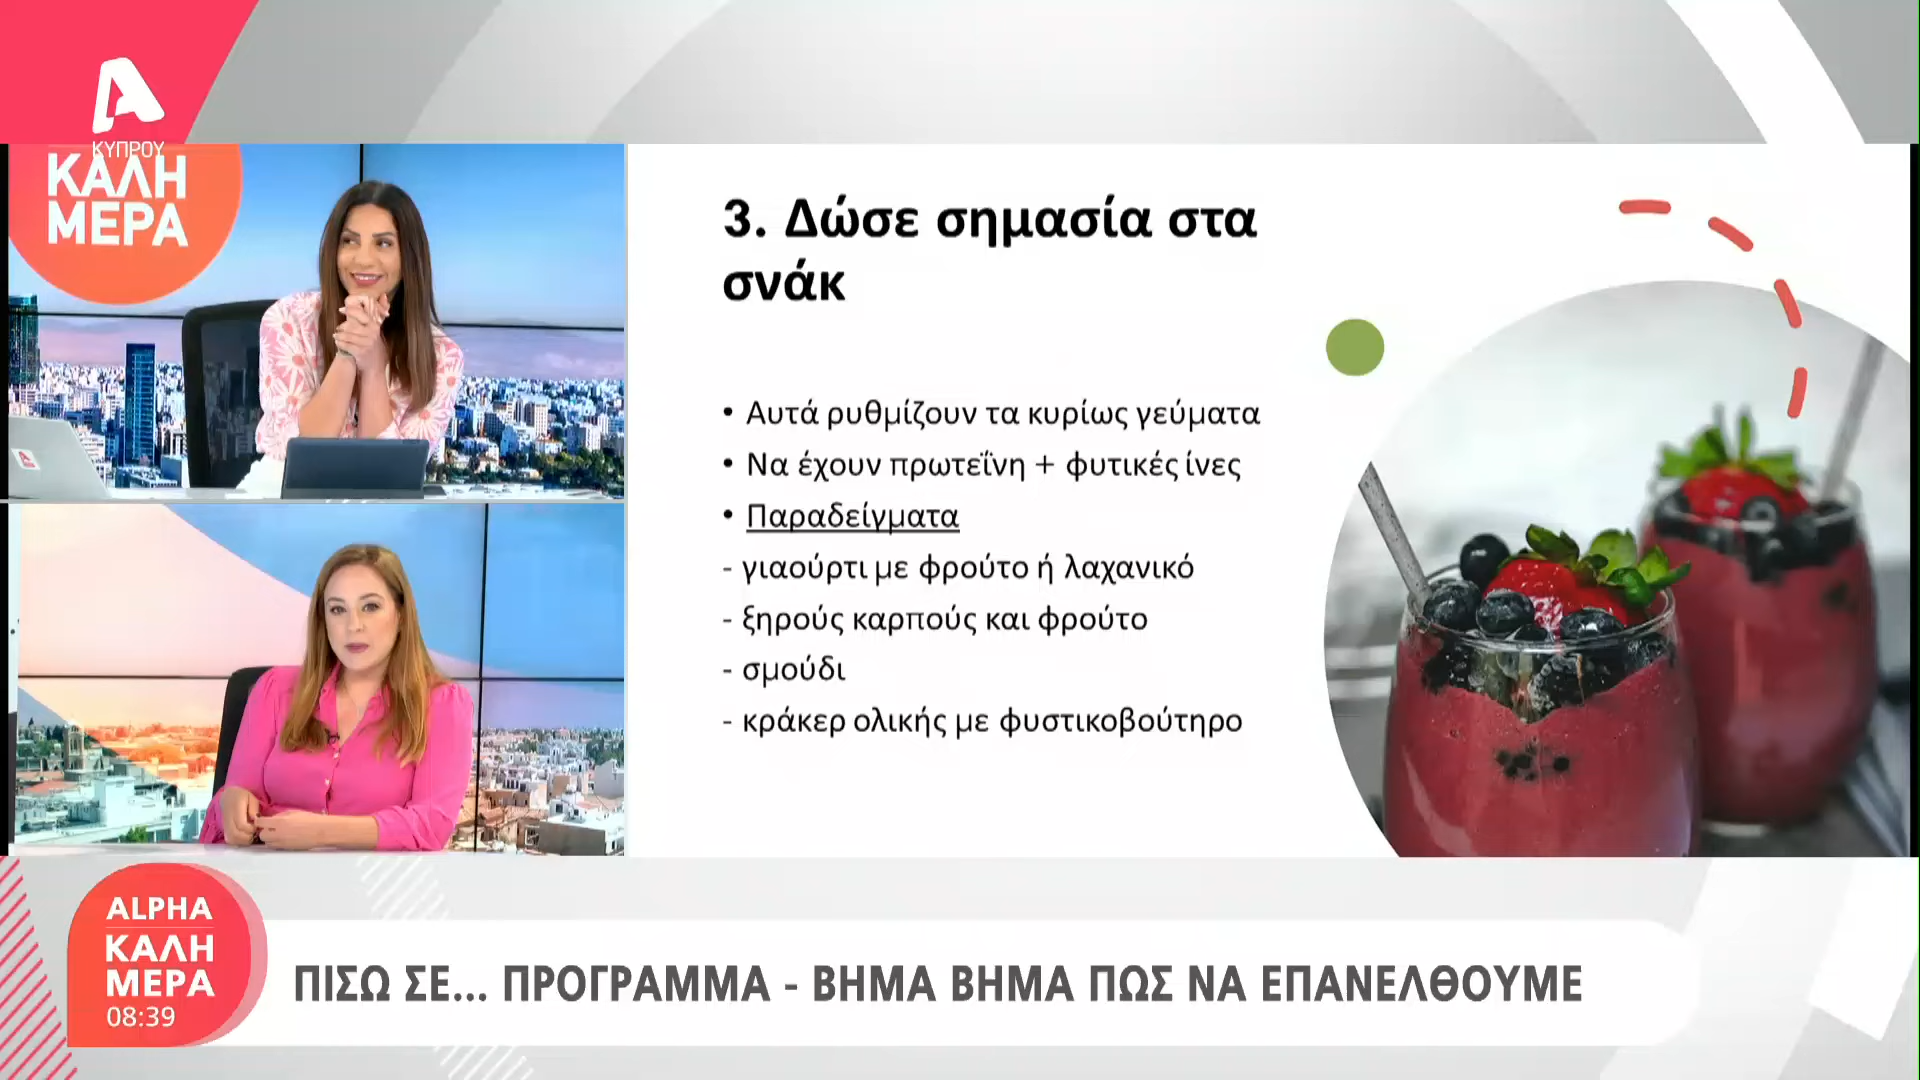 ΚΥΠΡΟΥ
ΚΑΛΗ
ΜΕΡΑ
3. Δώσε σημασία στα
σνάκ
• Αυτά ρυθμίζουν τα κυρίως γεύματα
• Να έχουν πρωτεΐνη + φυτικές ίνες
• Παραδείγματα
- γιαούρτι με φρούτο ή λαχανικό
- ξηρούς καρπούς και φρούτο
- σμούδι
- κράκερ ολικής με φυστικοβούτηρο
ALPHA
ΚΑΛΗ
ΜΕΡΑ
08:39
ΠΙΣΩ ΣΕ... ΠΡΟΓΡΑΜΜΑ - ΒΗΜΑ ΒΗΜΑ ΠΩΣ ΝΑ ΕΠΑΝΕΛΘΟΥΜΕ